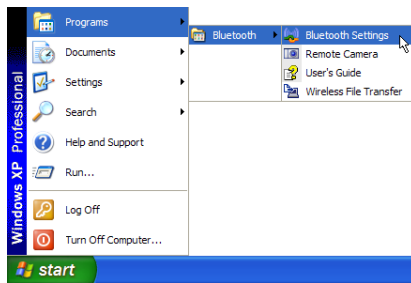 Programs
Documents
Settings
Search
Help and Support
Run...
Log Off
Turn Off Computer...
Windows XP Professional
start
Bluetooth
Bluetooth Settings
Remote Camera
User's Guide
Wireless File Transfer